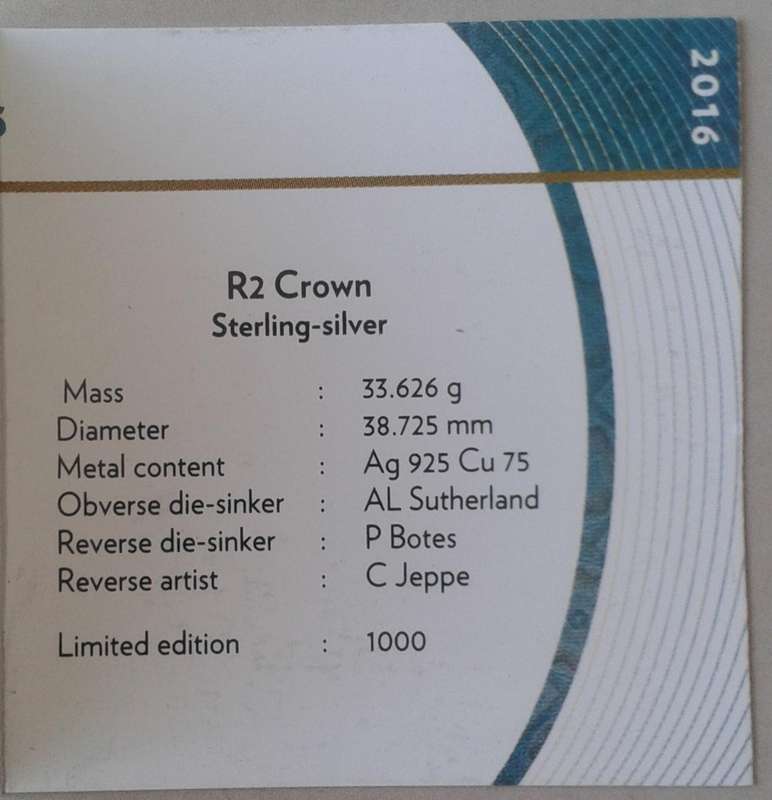 2016
R2 Crown
Sterling-silver
Mass : 33.626 g
Diameter : 38.725 mm
Metal content : Ag 925 Cu 75
Obverse die-sinker : AL Sutherland
Reverse die-sinker : P Botes
Reverse artist : C Jeppe
Limited edition : 1000